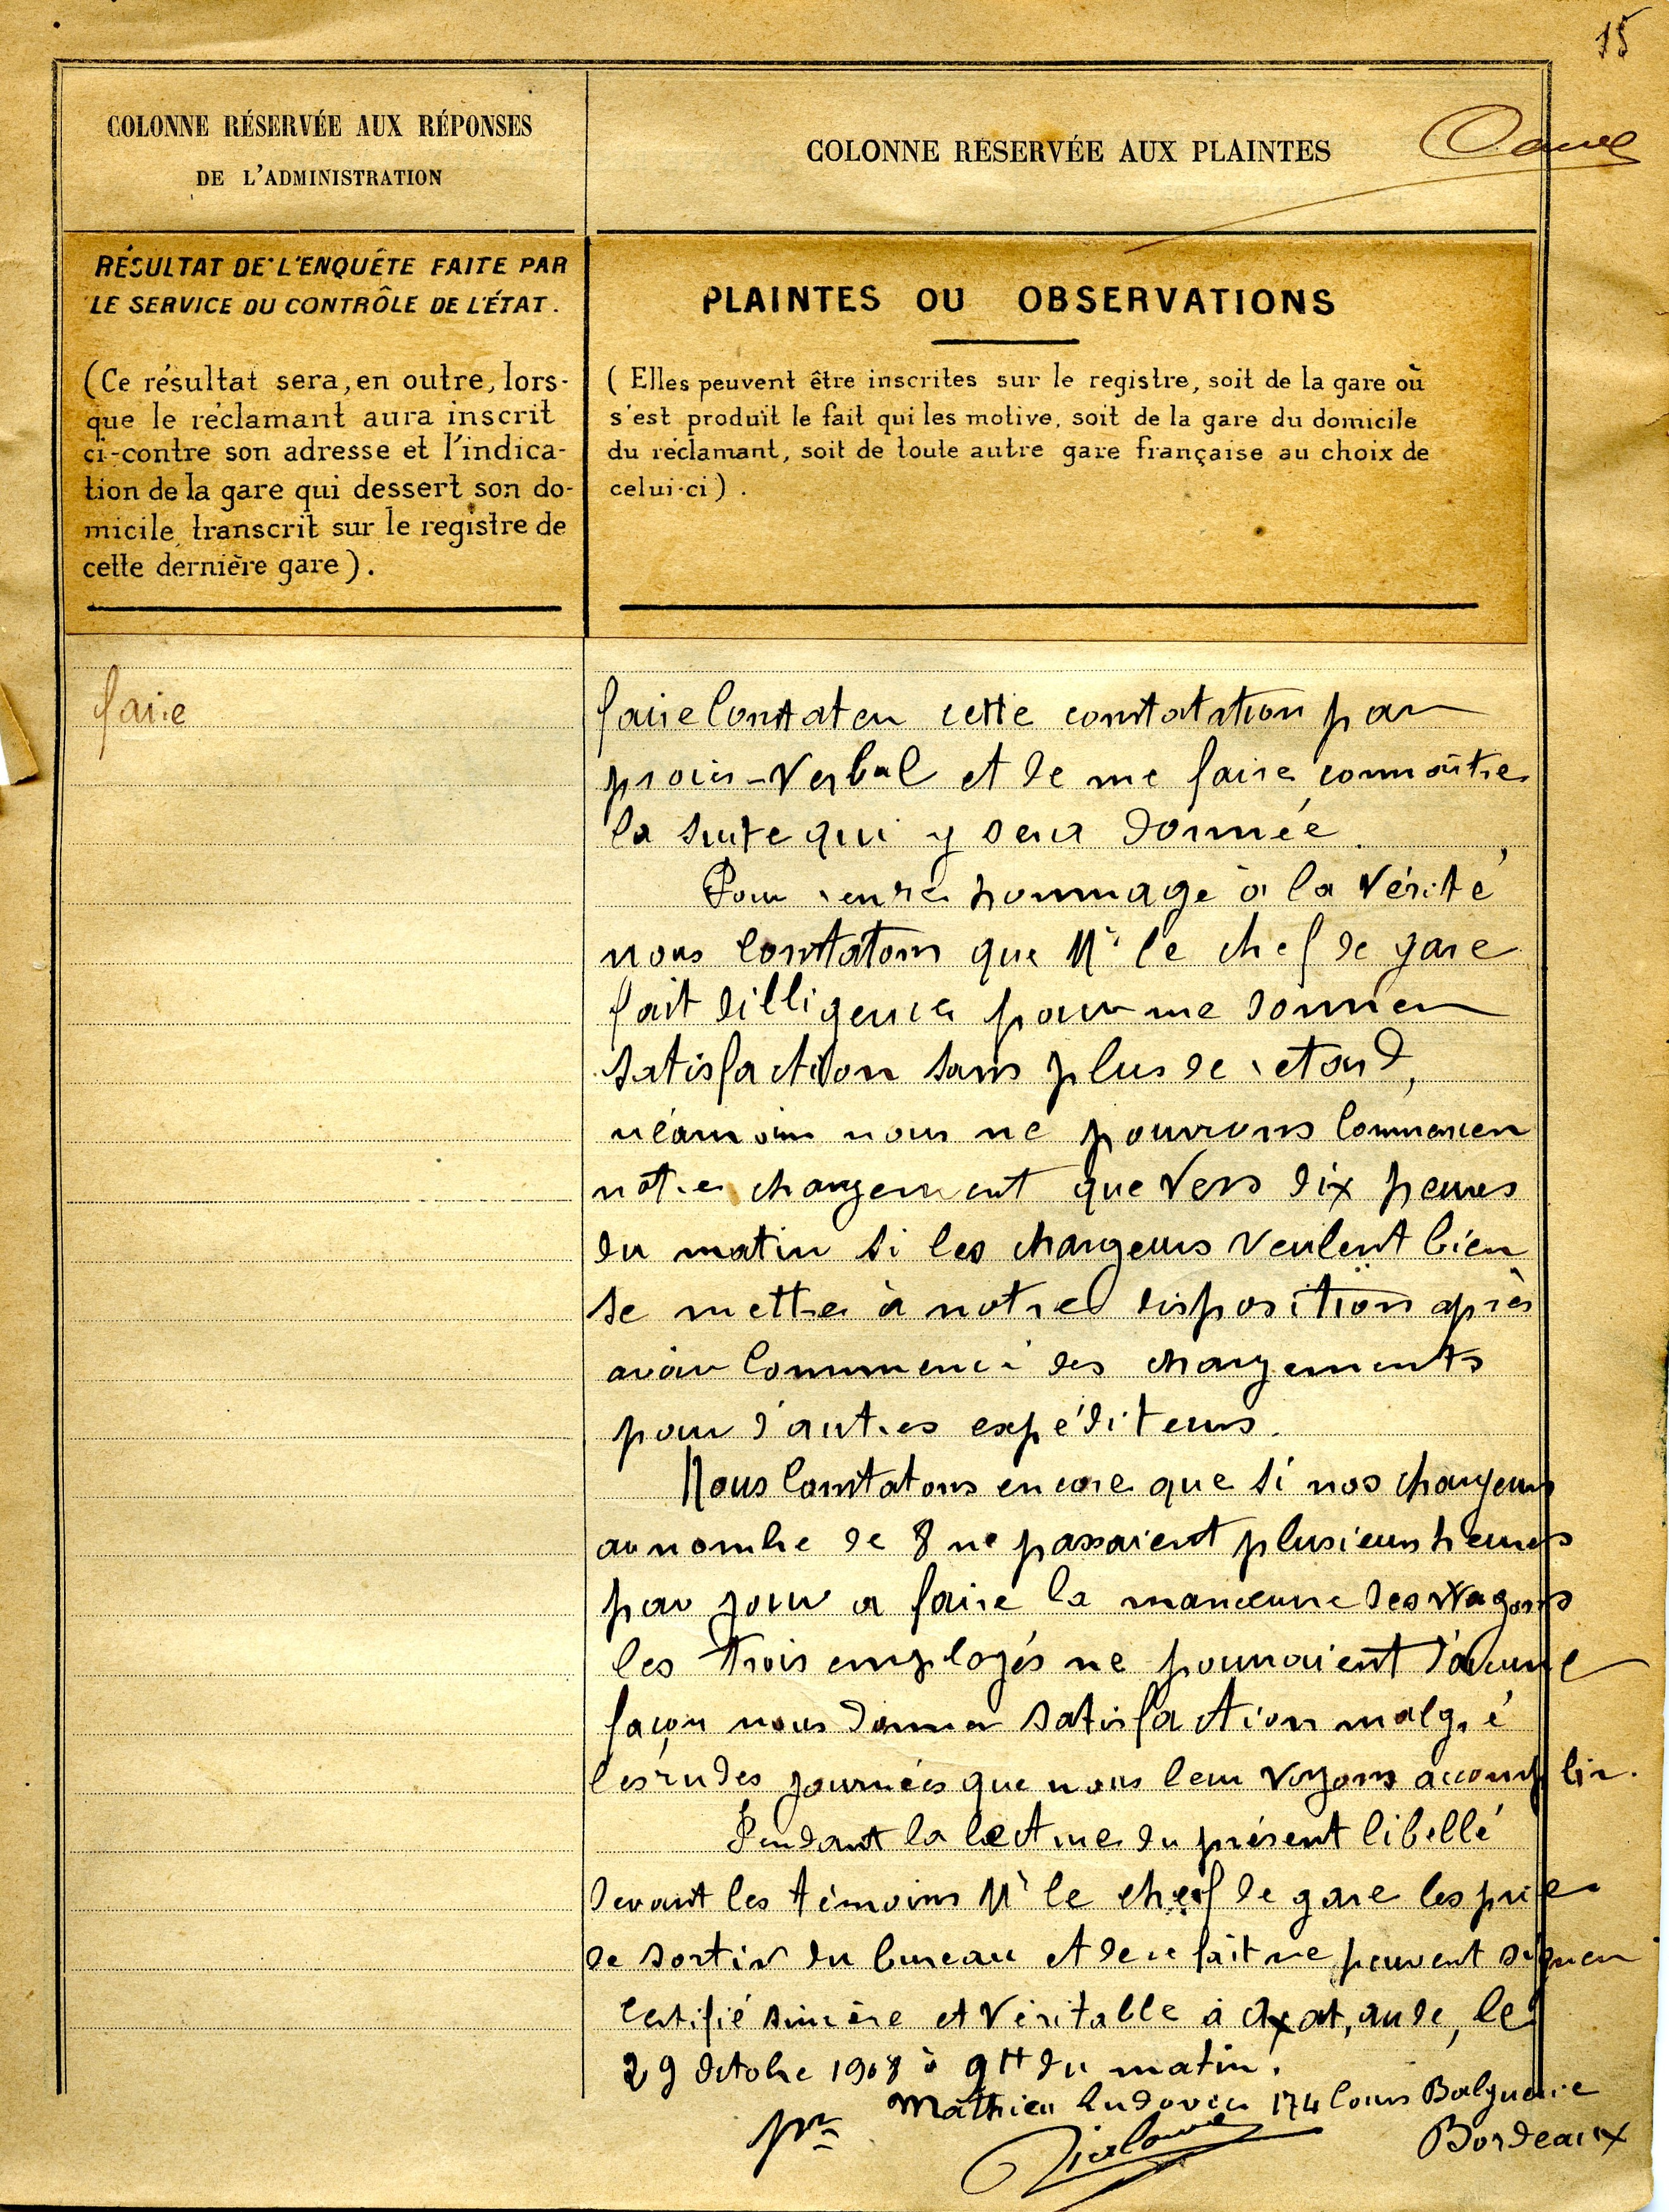 15
COLONNE RÉSERVÉE AUX RÉPONSES
DE L'ADMINISTRATION
COLONNE RÉSERVÉE AUX PLAINTES
RÉSULTAT DE L'ENQUÊTE FAITE PAR
LE SERVICE DU CONTRÔLE DE L'ÉTAT.
(Ce résultat sera, en outre, lors-
que le réclamant aura inscrit
ci-contre son adresse et l'indica-
tion de la gare qui dessert son do-
micile, transcrit sur le registre de
cette dernière gare).
PLAINTES OU OBSERVATIONS
(Elles peuvent être inscrites sur le registre, soit de la gare où
s'est produit le fait qui les motive, soit de la gare du domicile
du réclamant, soit de toute autre gare française au choix de
celui-ci).
faire
faire Constater cette constatation par
procès-Verbal et de me faire connaître
la suite qui y sera donnée.
Pour rendre hommage à la Vérité
nous Constatons que Mr le chef de gare
fait dilligence pour me donner
satisfaction sans plus de retard,
néamoins nous ne pourrons Commencer
notre chargement que Vers dix heures
du matin si les chargeurs Veulent bien
se mettre à notre disposition après
avoir Commencé des chargements
pour d'autres expéditeurs.
Nous Constatons encore que si nos chargeurs
au nombre de 8 ne passaient plusieurs heures
par jour a faire la manœuvre des Wagons
les trois employés ne pourraient d'aucune
façon nous donner satisfaction malgré
les rudes journées que nous leur Voyons accomplir.
Pendant la lecture du présent libellé
devant les témoins Mr le chef de gare les prie
de sortir du bureau et de ce fait ne peuvent signer
Certifié sincère et Véritable à Axat, aude, le
29 Octobre 1908 à 9H du matin.
Mathieu Ludovic 174 Cours Balguerie
Bordeaux
pr